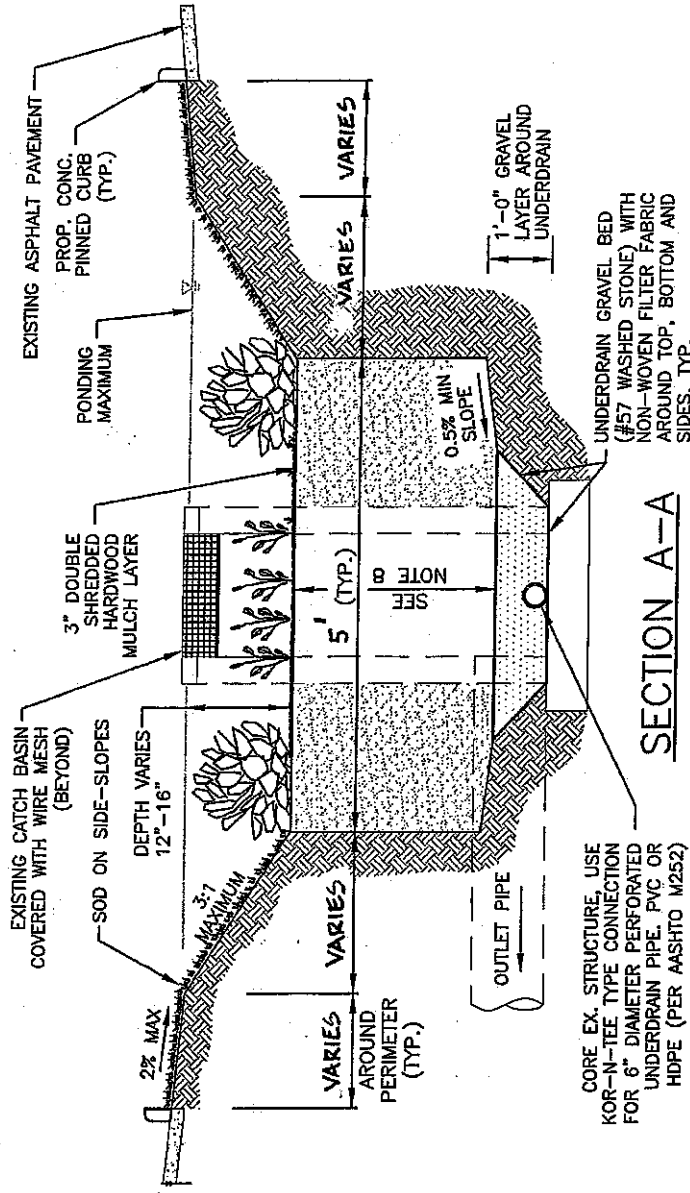 EXISTING ASPHALT PAVEMENT
PROP. CONC.
PINNED CURB
(TYP.)
PONDING
MAXIMUM
3" DOUBLE
SHREDDED
HARDWOOD
MULCH LAYER
EXISTING CATCH BASIN
COVERED WITH WIRE MESH
(BEYOND)
SOD ON SIDE-SLOPES
DEPTH VARIES
12"-16"
2% MAX
3:1
MAXIMUM
VARIES
AROUND
PERIMETER
(TYP.)
VARIES
5' (TYP.)
SEE
NOTE 8
VARIES
VARIES
0.5% MIN
SLOPE
1'-0" GRAVEL
LAYER AROUND
UNDERDRAIN
OUTLET PIPE
UNDERDRAIN GRAVEL BED
(#57 WASHED STONE) WITH
NON-WOVEN FILTER FABRIC
AROUND TOP, BOTTOM AND
SIDES, TYP.
CORE EX. STRUCTURE, USE
KOR-N-TEE TYPE CONNECTION
FOR 6" DIAMETER PERFORATED
UNDERDRAIN PIPE. PVC OR
HDPE (PER AASHTO M252)
SECTION A-A